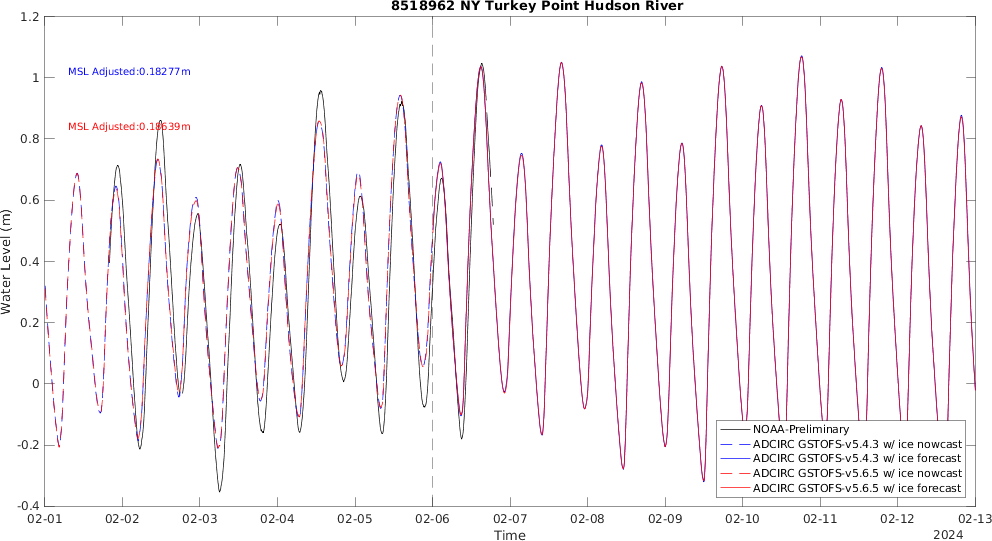 8518962 NY Turkey Point Hudson River
1.2
1
0.8
0.6
0.4
0.2
0
-0.2
-0.4
Water Level (m)
MSL Adjusted:0.18277m
MSL Adjusted:0.18639m
NOAA-Preliminary
ADCIRC GSTOFS-v5.4.3 w/ ice nowcast
ADCIRC GSTOFS-v5.4.3 w/ ice forecast
ADCIRC GSTOFS-v5.6.5 w/ ice nowcast
ADCIRC GSTOFS-v5.6.5 w/ ice forecast
02-01 02-02 02-03 02-04 02-05 02-06 02-07 02-08 02-09 02-10 02-11 02-12 02-13
Time
2024